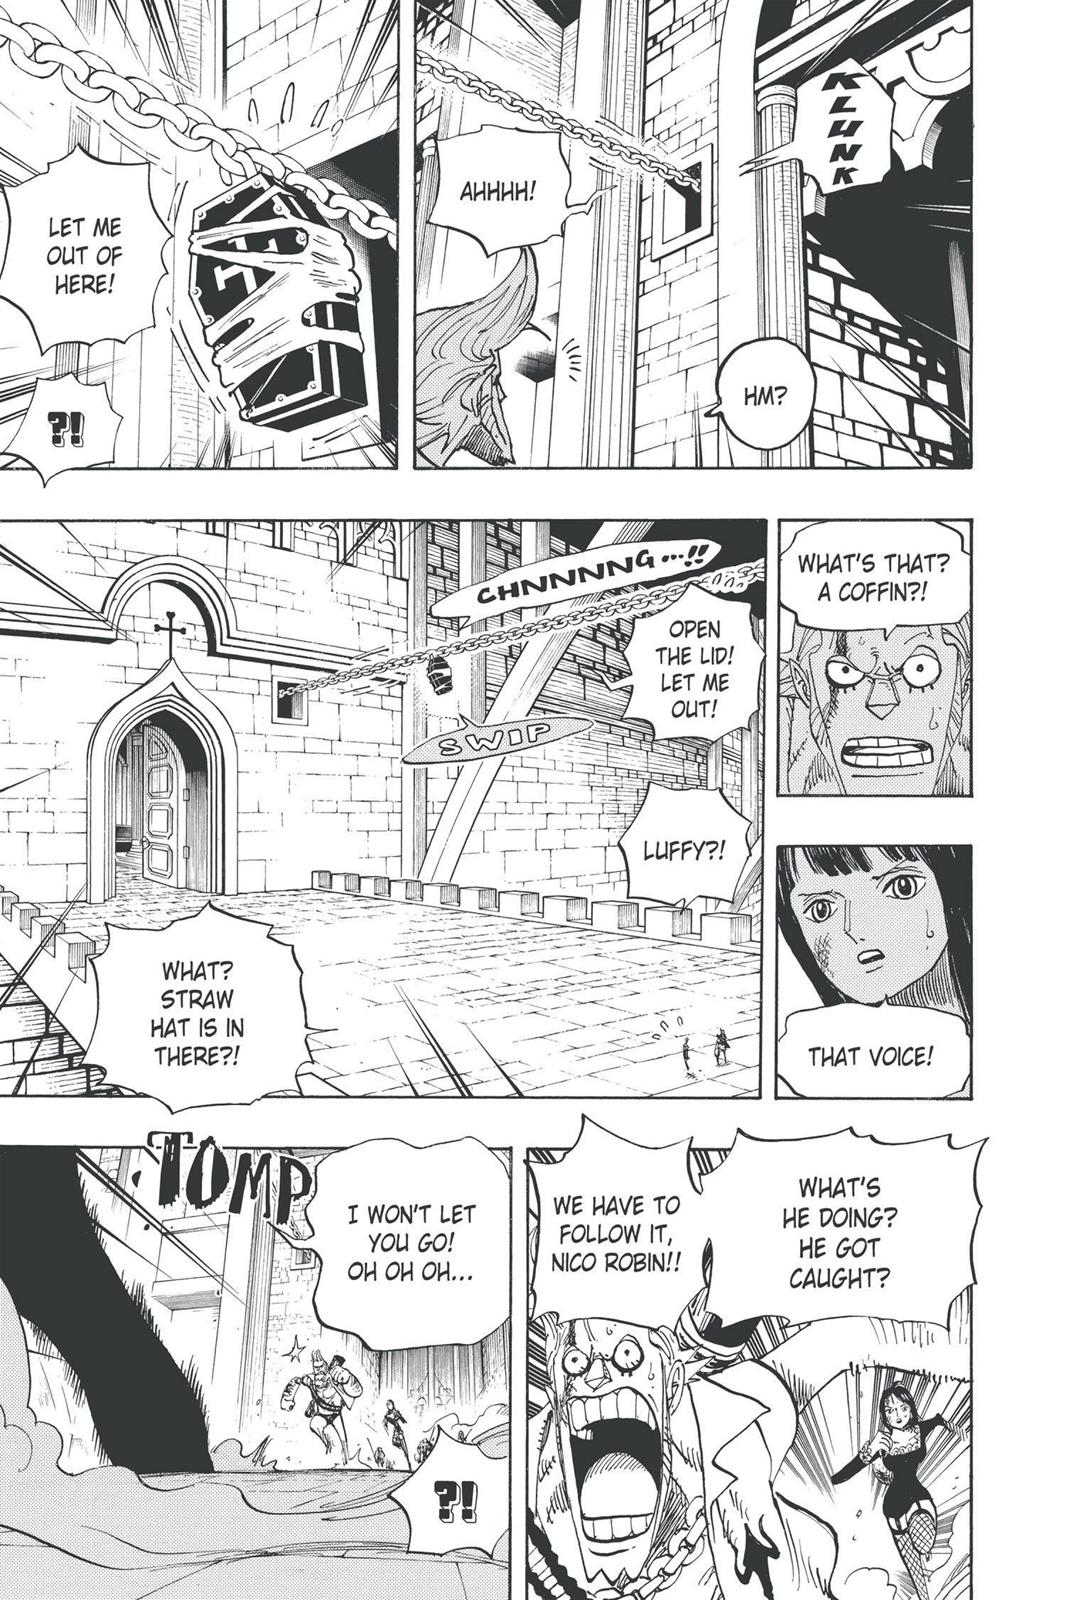 KLUNK
HM?
AHHHH!
LET ME
OUT OF
HERE!
?!
WHAT'S THAT?
A COFFIN?!
THAT VOICE!
CHNNNNG...!!
OPEN
THE LID!
LET ME
OUT!
SWIP
LUFFY?!
WHAT?
STRAW
HAT IS IN
THERE?!
WHAT'S
HE DOING?
HE GOT
CAUGHT?
WE HAVE TO
FOLLOW IT,
NICO ROBIN!!
TOMP
I WON'T LET
YOU GO!
OH OH OH...
?!